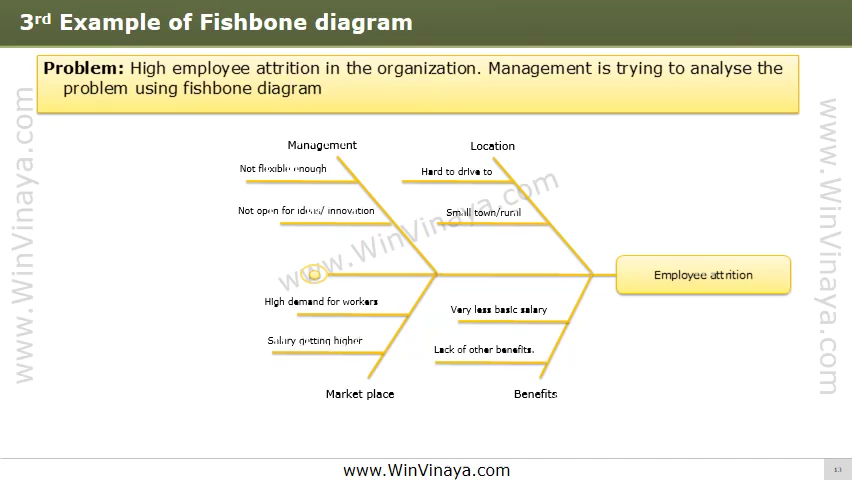 3rd Example of Fishbone diagram
Problem: High employee attrition in the organization. Management is trying to analyse the
problem using fishbone diagram
Management
Location
Not flexible enough
Hard to drive to
Not open for ideas/ innovation
Small town/rural
Employee attrition
High demand for workers
Very less basic salary
Salary getting higher
Lack of other benefits.
Market place
Benefits
www.WinVinaya.com
www.WinVinaya.com
www.WinVinaya.com
www.WinVinaya.com
13